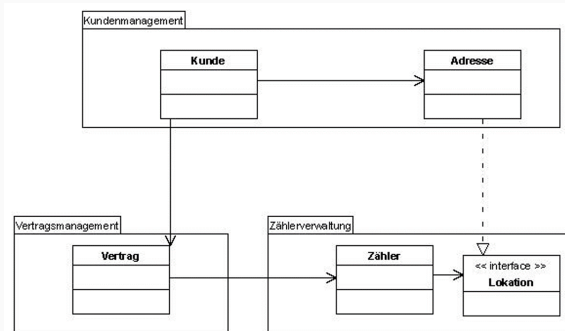 Kundenmanagement
Kunde
Adresse
Vertragsmanagement
Vertrag
Zählerverwaltung
Zähler
<< interface >>
Lokation